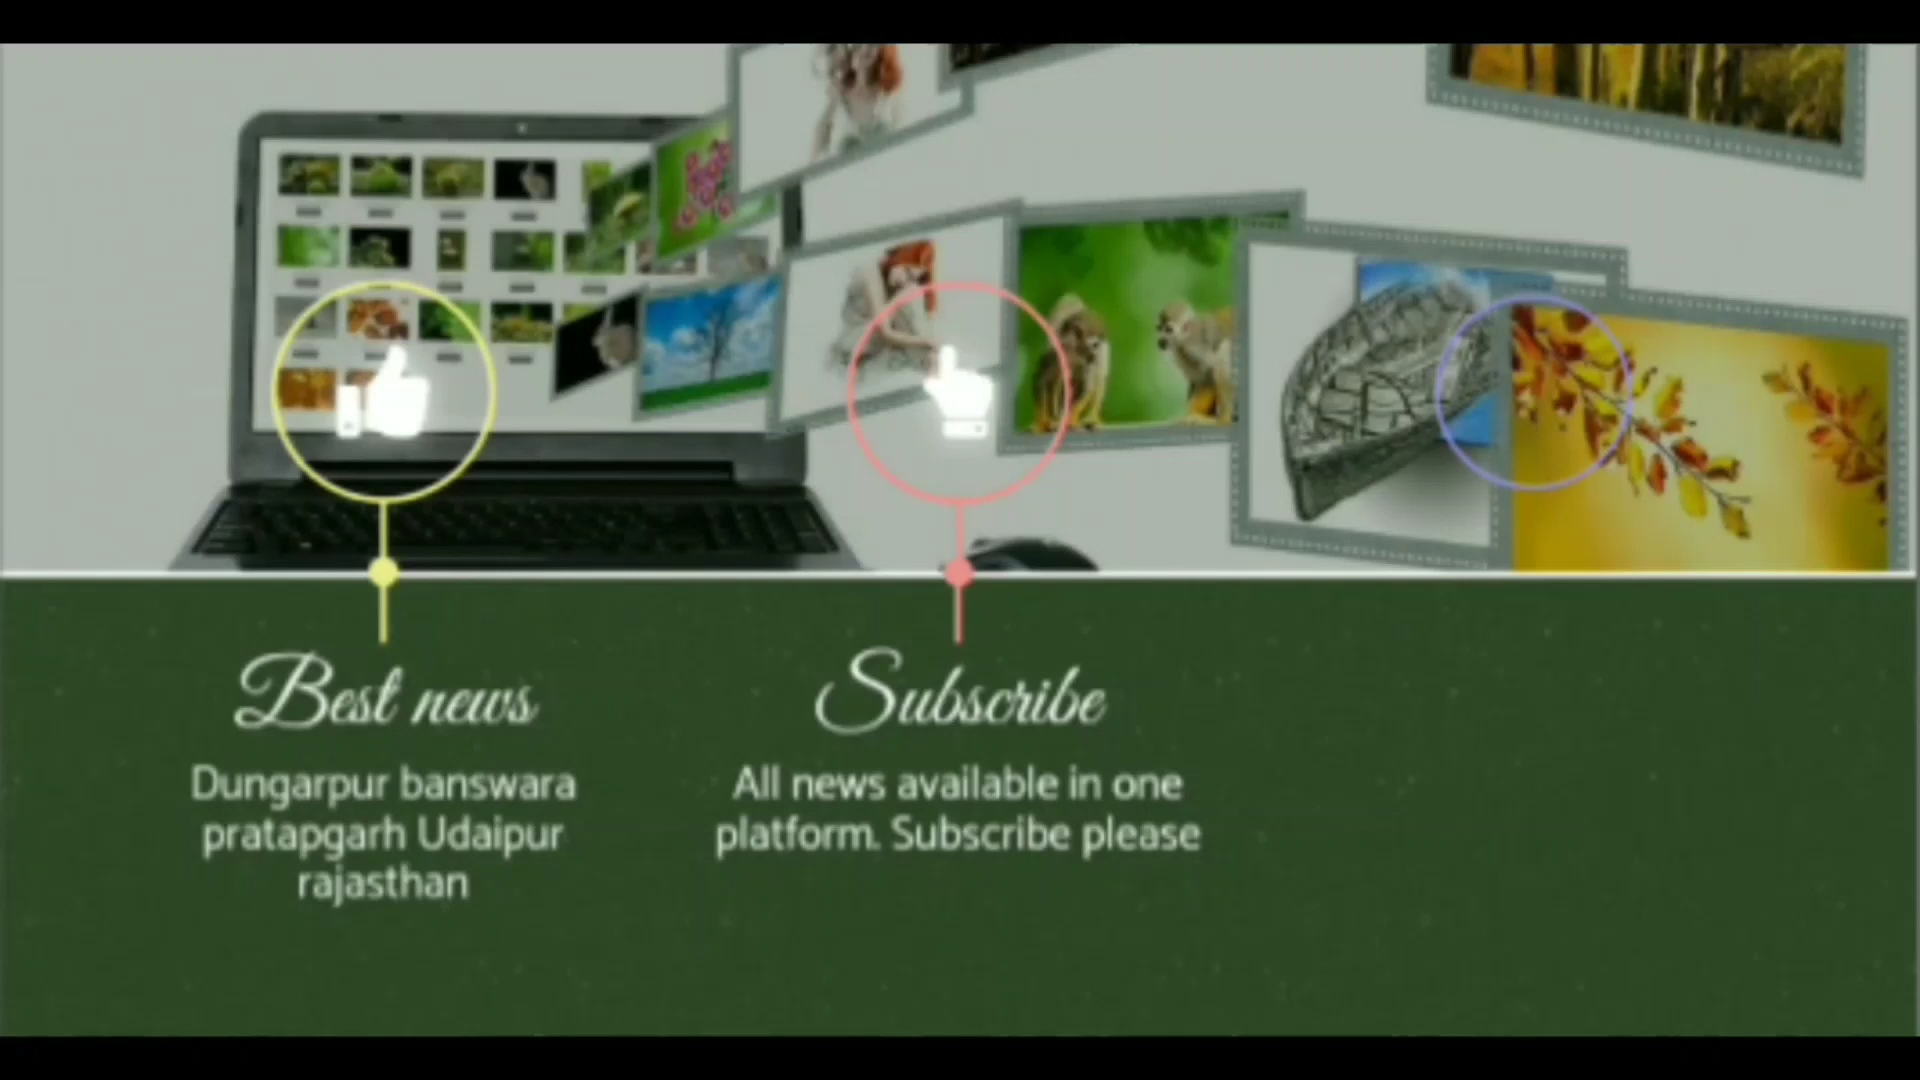 Best news
Dungarpur banswara
pratapgarh Udaipur
rajasthan
Subscribe
All news available in one
platform. Subscribe please